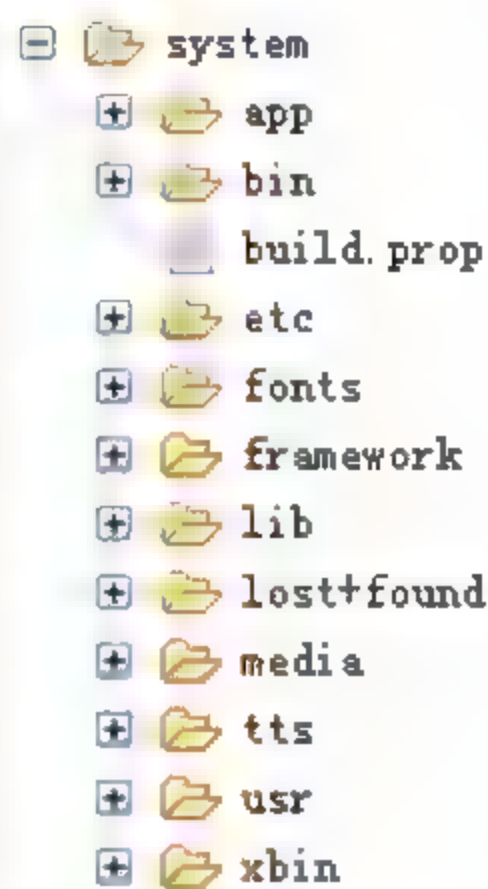 system
app
bin
build.prop
etc
fonts
framework
lib
lost+found
media
tts
usr
xbin